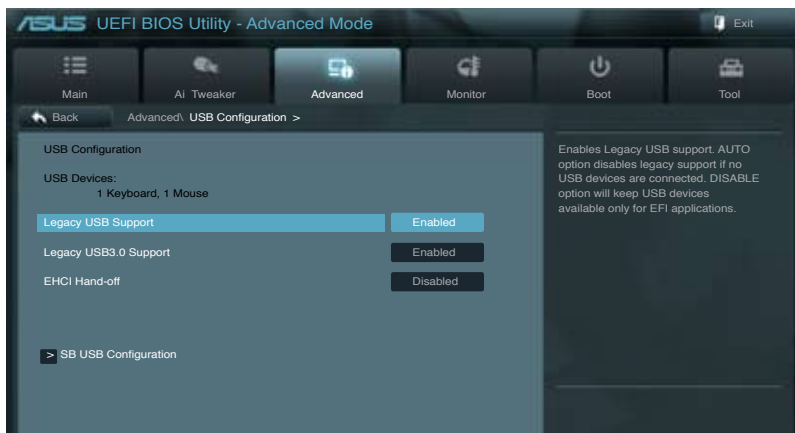 ASUS UEFI BIOS Utility - Advanced Mode
Exit
Main
Ai Tweaker
Advanced
Monitor
Boot
Tool
Back
Advanced\ USB Configuration >
USB Configuration
USB Devices:
1 Keyboard, 1 Mouse
Legacy USB Support Enabled
Legacy USB3.0 Support Enabled
EHCI Hand-off Disabled
> SB USB Configuration
Enables Legacy USB support. AUTO
option disables legacy support if no
USB devices are connected. DISABLE
option will keep USB devices
available only for EFI applications.